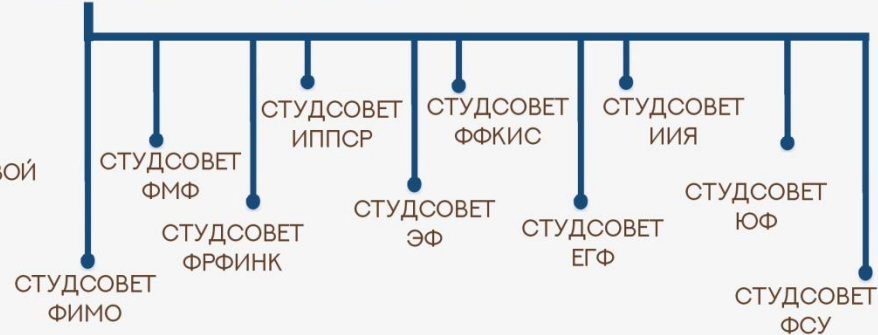 СТУДСОВЕТ
ИППСР
СТУДСОВЕТ
ФФКИС
СТУДСОВЕТ
ИИЯ
СТУДСОВЕТ
ФМФ
ВОЙ
СТУДСОВЕТ
ЮФ
СТУДСОВЕТ
ЭФ
СТУДСОВЕТ
ФРФИНК
СТУДСОВЕТ
ЕГФ
СТУДСОВЕТ
ФИМО
СТУДСОВЕТ
ФСУ